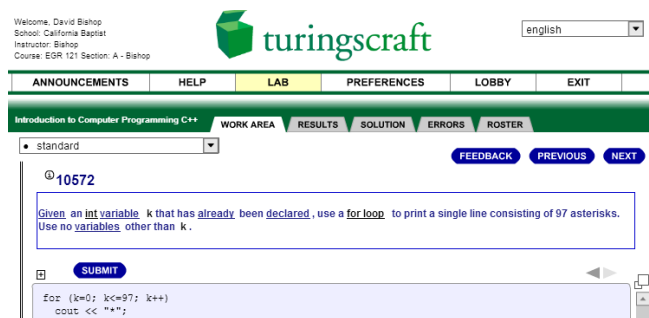 Welcome, David Bishop
School: California Baptist
Instructor: Bishop
Course: EGR 121 Section: A - Bishop
turingscraft
english
ANNOUNCEMENTS HELP LAB PREFERENCES LOBBY EXIT
Introduction to Computer Programming C++ WORK AREA RESULTS SOLUTION ERRORS ROSTER
• standard
FEEDBACK PREVIOUS NEXT
10572
Given an int variable k that has already been declared, use a for loop to print a single line consisting of 97 asterisks.
Use no variables other than k.
SUBMIT
for (k=0; k<=97; k++)
cout << "*";